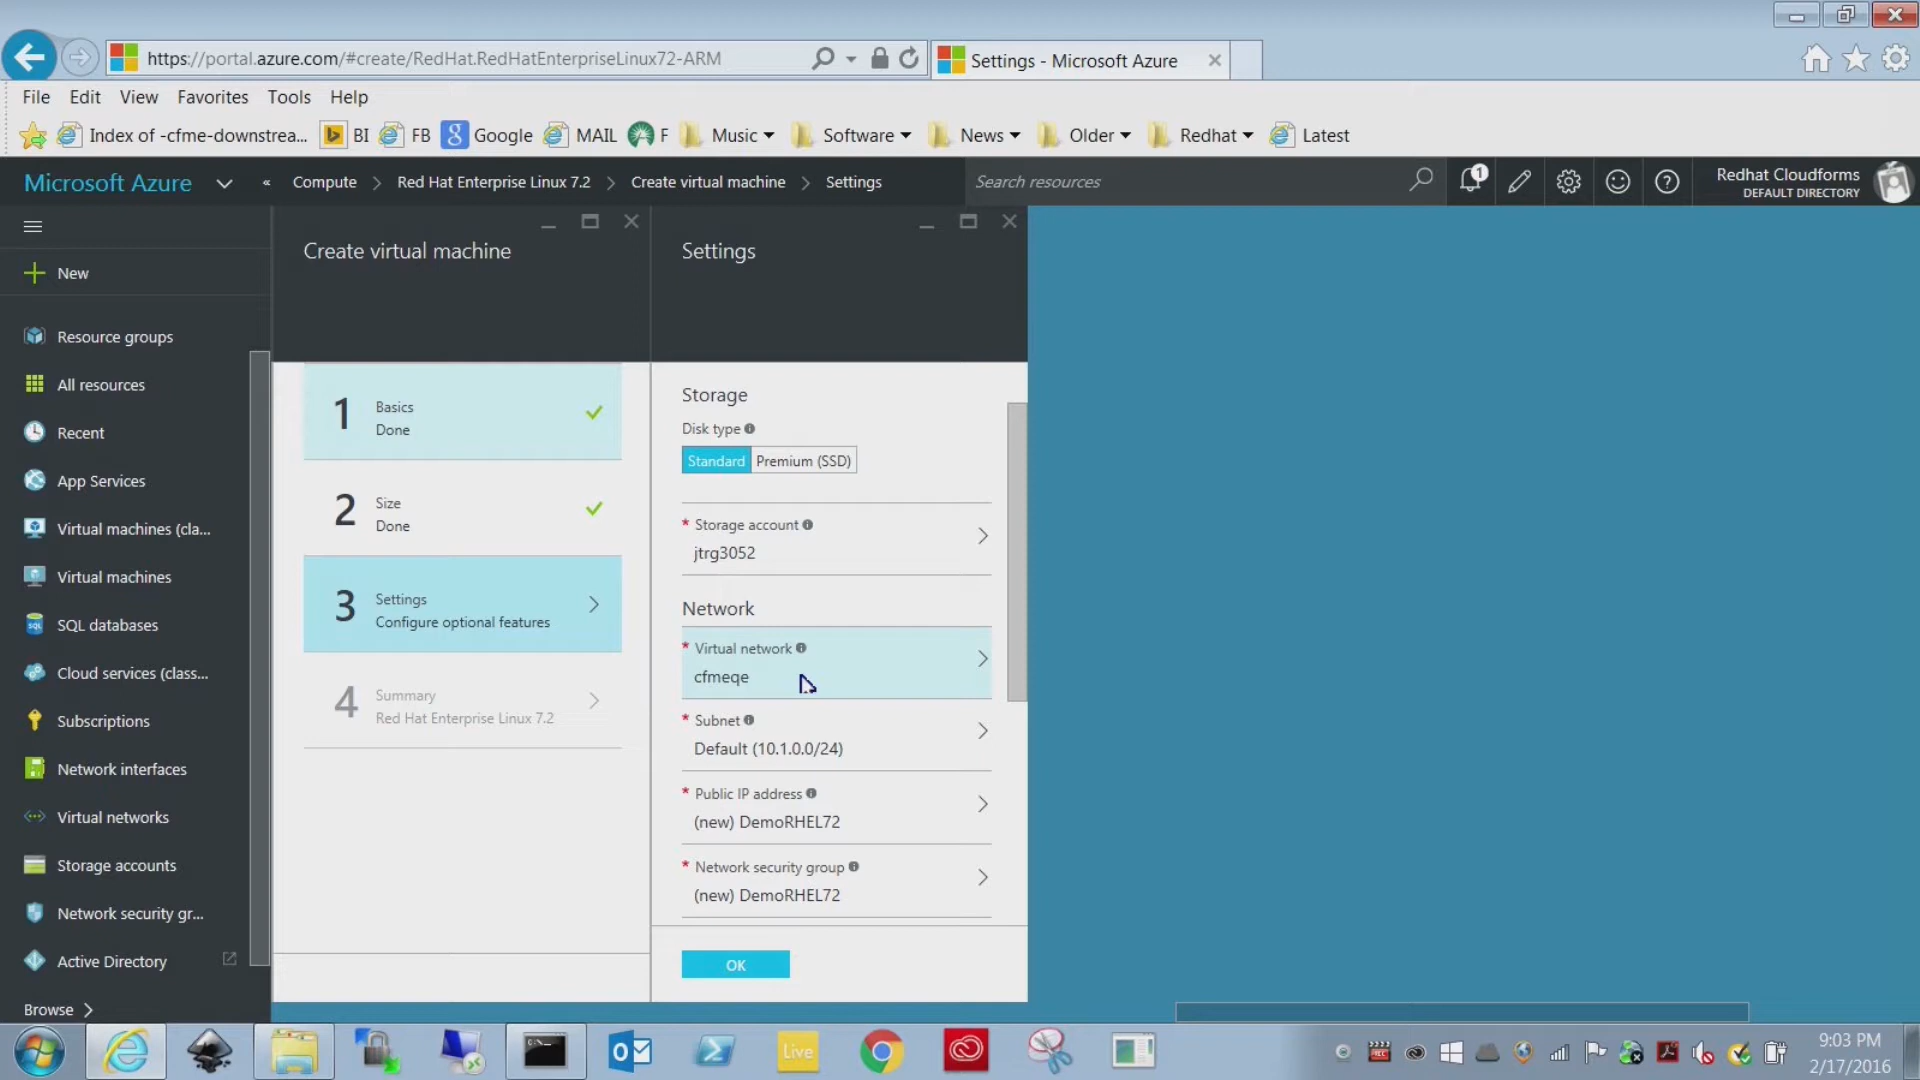 https://portal.azure.com/#create/RedHat.RedHatEnterpriseLinux72-ARM
Settings - Microsoft Azure
File Edit View Favorites Tools Help
Index of -cfme-downstrea... BI FB Google MAIL F Music Software News Older Redhat Latest
Microsoft Azure « Compute > Red Hat Enterprise Linux 7.2 > Create virtual machine > Settings
Search resources
1
Redhat Cloudforms
DEFAULT DIRECTORY
New
Resource groups
All resources
Recent
App Services
Virtual machines (cla...
Virtual machines
SQL databases
Cloud services (class...
Subscriptions
Network interfaces
Virtual networks
Storage accounts
Network security gr...
Active Directory
Browse >
Create virtual machine
1 Basics
Done
2 Size
Done
3 Settings
Configure optional features
4 Summary
Red Hat Enterprise Linux 7.2
Settings
Storage
Disk type
Standard Premium (SSD)
* Storage account
jtrg3052
Network
* Virtual network
cfmeqe
* Subnet
Default (10.1.0.0/24)
* Public IP address
(new) DemoRHEL72
* Network security group
(new) DemoRHEL72
OK
Live
9:03 PM
2/17/2016